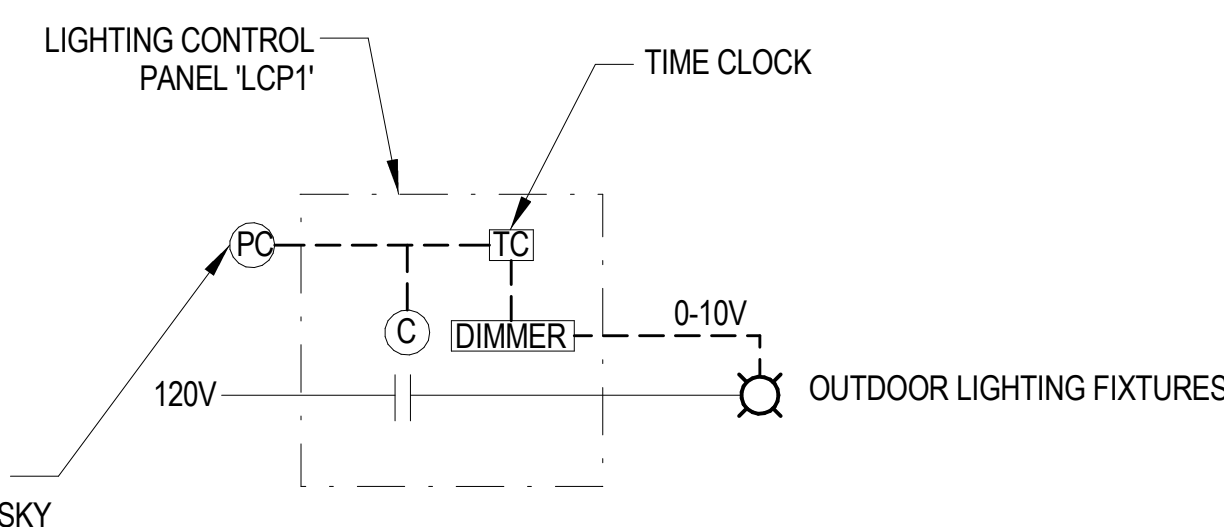 LIGHTING CONTROL
PANEL 'LCP1'
TIME CLOCK
PC
TC
C
DIMMER
0-10V
120V
OUTDOOR LIGHTING FIXTURES
SKY